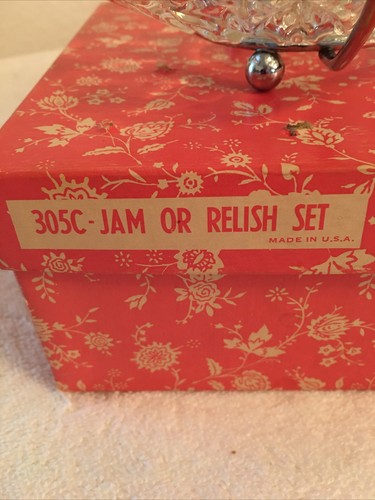 305C-JAM OR RELISH SET
MADE IN U.S.A.